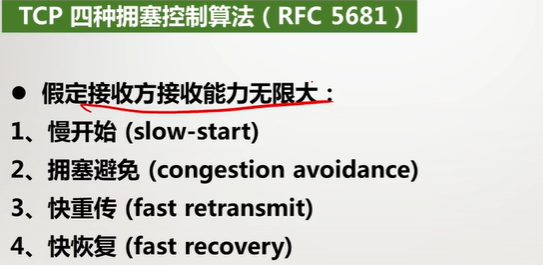 TCP 四种拥塞控制算法（RFC 5681）
● 假定接收方接收能力无限大：
1、慢开始 (slow-start)
2、拥塞避免 (congestion avoidance)
3、快重传 (fast retransmit)
4、快恢复 (fast recovery)